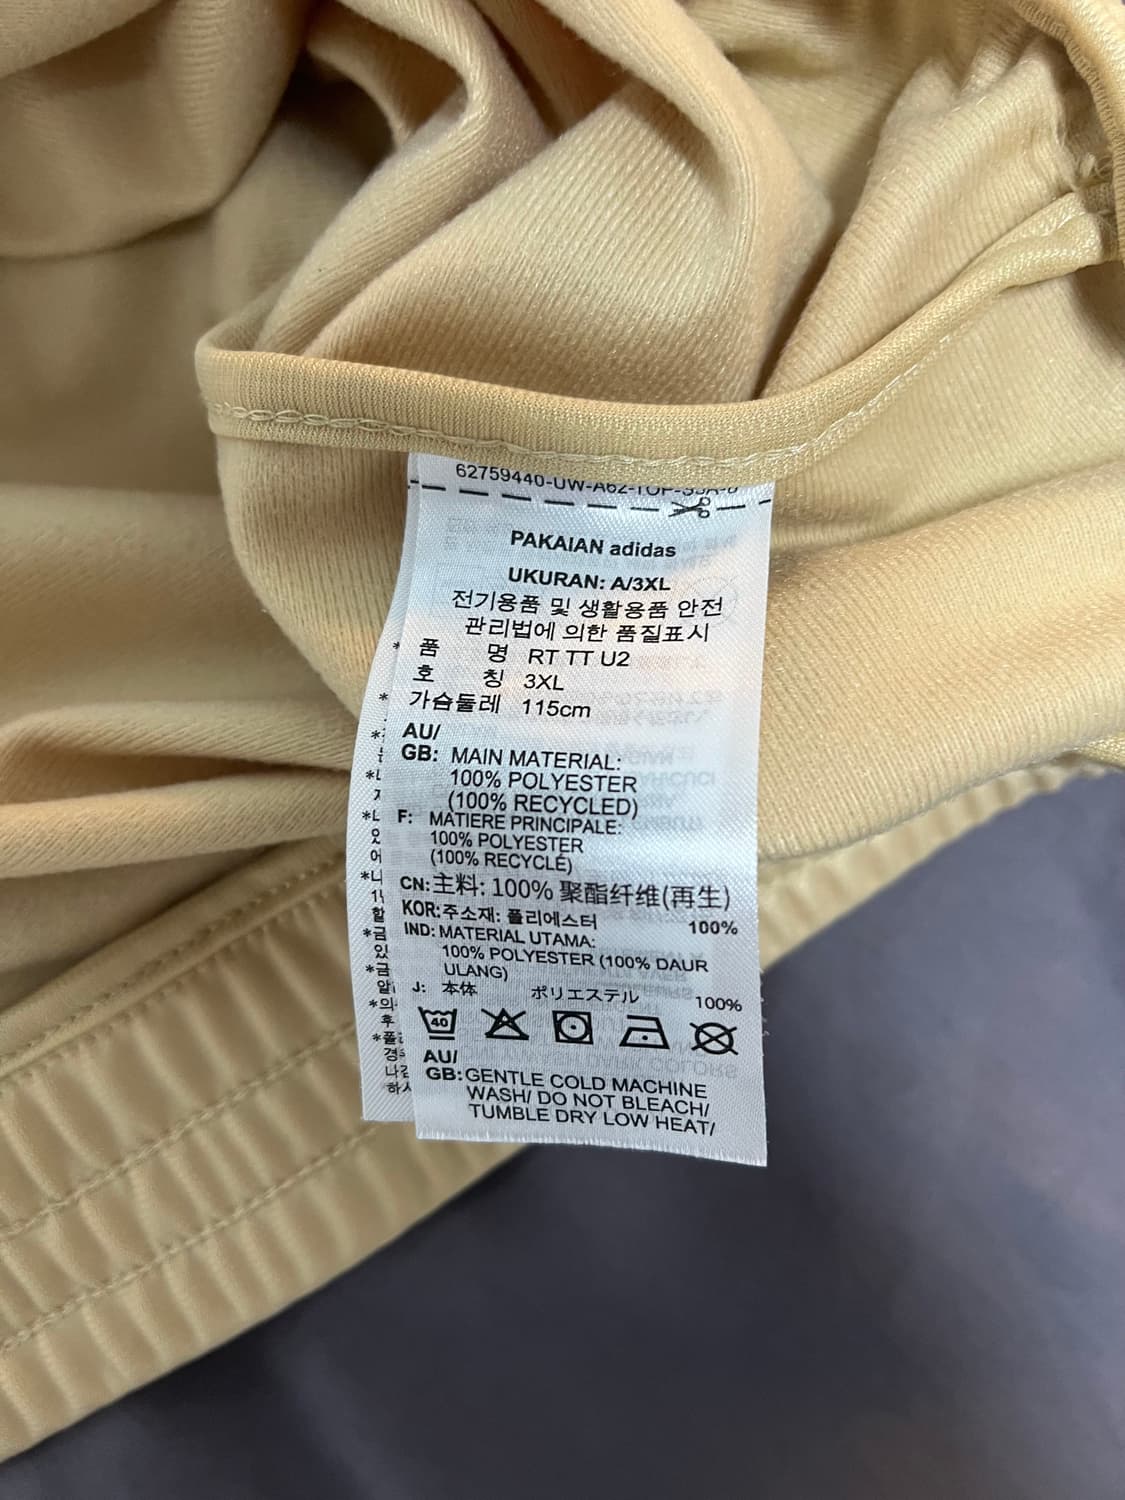 62759440-UW-A62-TOP-
PAKAIAN adidas
UKURAN: A/3XL
전기용품 및 생활용품 안전
관리법에 의한 품질표시
* 품 명 RT TT U2
호 칭 3XL
가슴둘레 115cm
AU/
GB: MAIN MATERIAL:
100% POLYESTER
(100% RECYCLED)
F: MATIERE PRINCIPALE:
100% POLYESTER
(100% RECYCLÉ)
CN: 主料: 100% 聚酯纤维(再生)
KOR: 주소재: 폴리에스터 100%
IND: MATERIAL UTAMA:
100% POLYESTER (100% DAUR
ULANG)
J: 本体 ポリエステル 100%
40
AU/
GB: GENTLE COLD MACHINE
WASH/ DO NOT BLEACH/
TUMBLE DRY LOW HEAT/